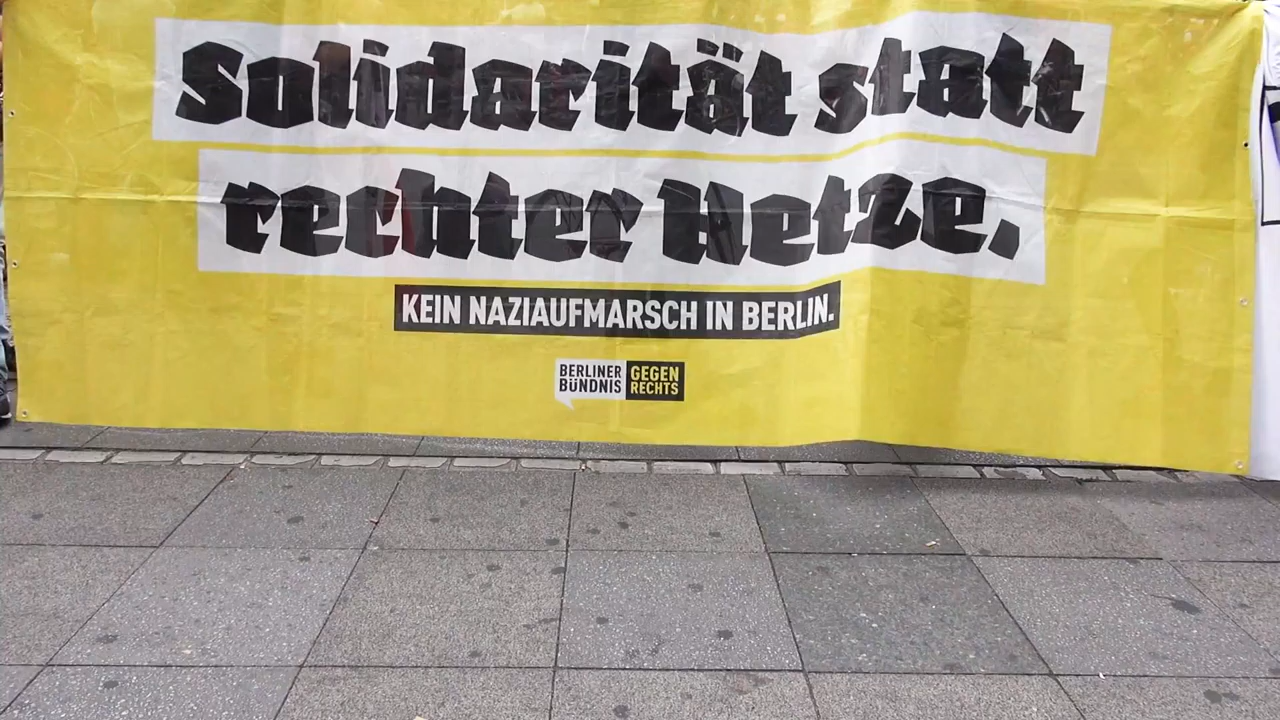 Solidarität statt
rechter Hetze.
KEIN NAZIAUFMARSCH IN BERLIN.
BERLINER
BÜNDNIS
GEGEN
RECHTS